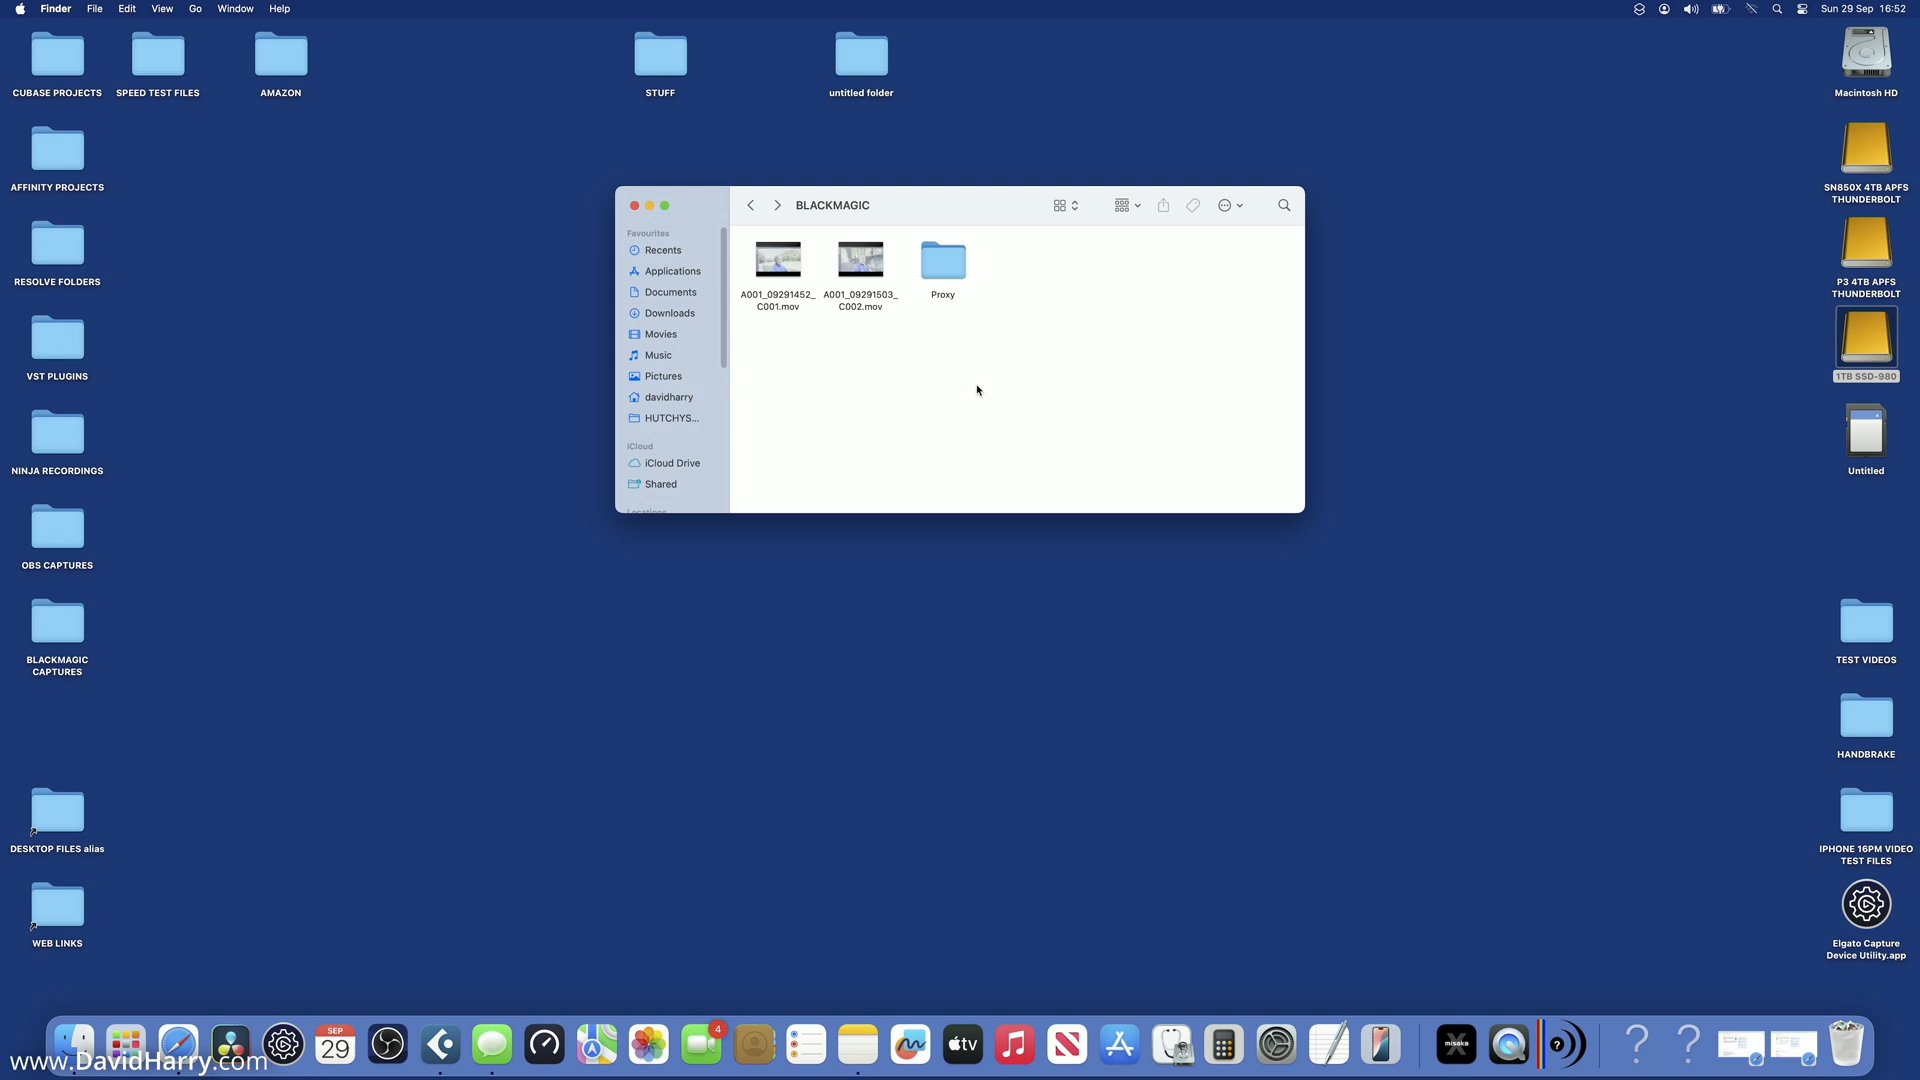 Finder File Edit View Go Window Help
Sun 29 Sep 16:52
CUBASE PROJECTS
SPEED TEST FILES
AMAZON
STUFF
untitled folder
Macintosh HD
AFFINITY PROJECTS
SN850X 4TB APFS
THUNDERBOLT
BLACKMAGIC
Favourites
Recents
Applications
Documents
Downloads
Movies
Music
Pictures
davidharry
HUTCHYS...
iCloud
iCloud Drive
Shared
Locations
A001_09291452_
C001.mov
A001_09291503_
C002.mov
Proxy
RESOLVE FOLDERS
P3 4TB APFS
THUNDERBOLT
VST PLUGINS
1TB SSD-980
NINJA RECORDINGS
Untitled
OBS CAPTURES
BLACKMAGIC
CAPTURES
TEST VIDEOS
HANDBRAKE
DESKTOP FILES alias
IPHONE 16PM VIDEO
TEST FILES
WEB LINKS
Elgato Capture
Device Utility.app
SEP
29
4
tv
misaka
?
?
?
www.DavidHarry.com